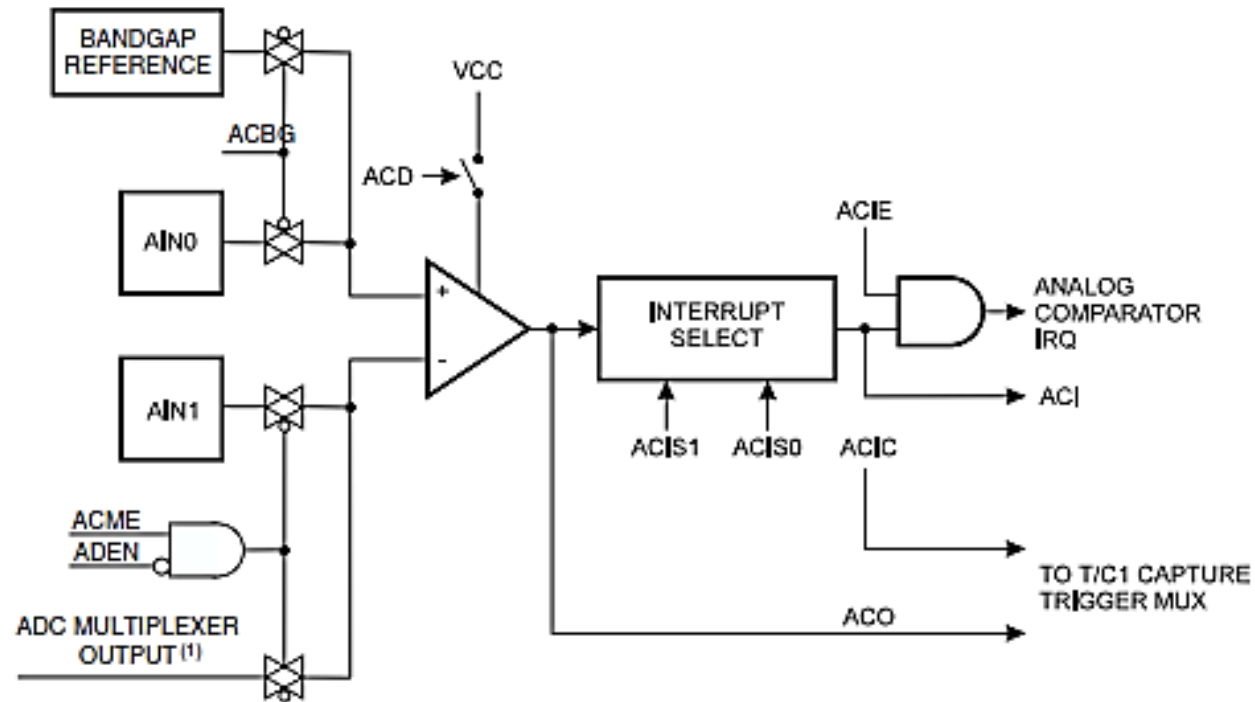 BANDGAP
REFERENCE
VCC
ACBG
ACD
ACIE
AIN0
+
INTERRUPT
SELECT
ANALOG
COMPARATOR
IRQ
-
AIN1
ACI
ACIS1
ACIS0
ACIC
ACME
ADEN
TO T/C1 CAPTURE
TRIGGER MUX
ACO
ADC MULTIPLEXER
OUTPUT(1)